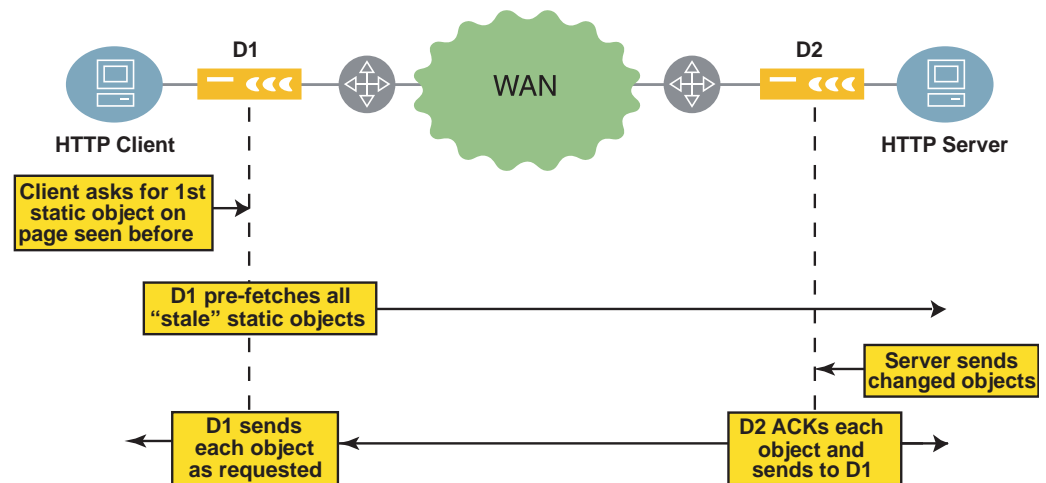 D1
D2
WAN
HTTP Client
HTTP Server
Client asks for 1st
static object on
page seen before
D1 pre-fetches all
“stale” static objects
Server sends
changed objects
D1 sends
each object
as requested
D2 ACKs each
object and
sends to D1